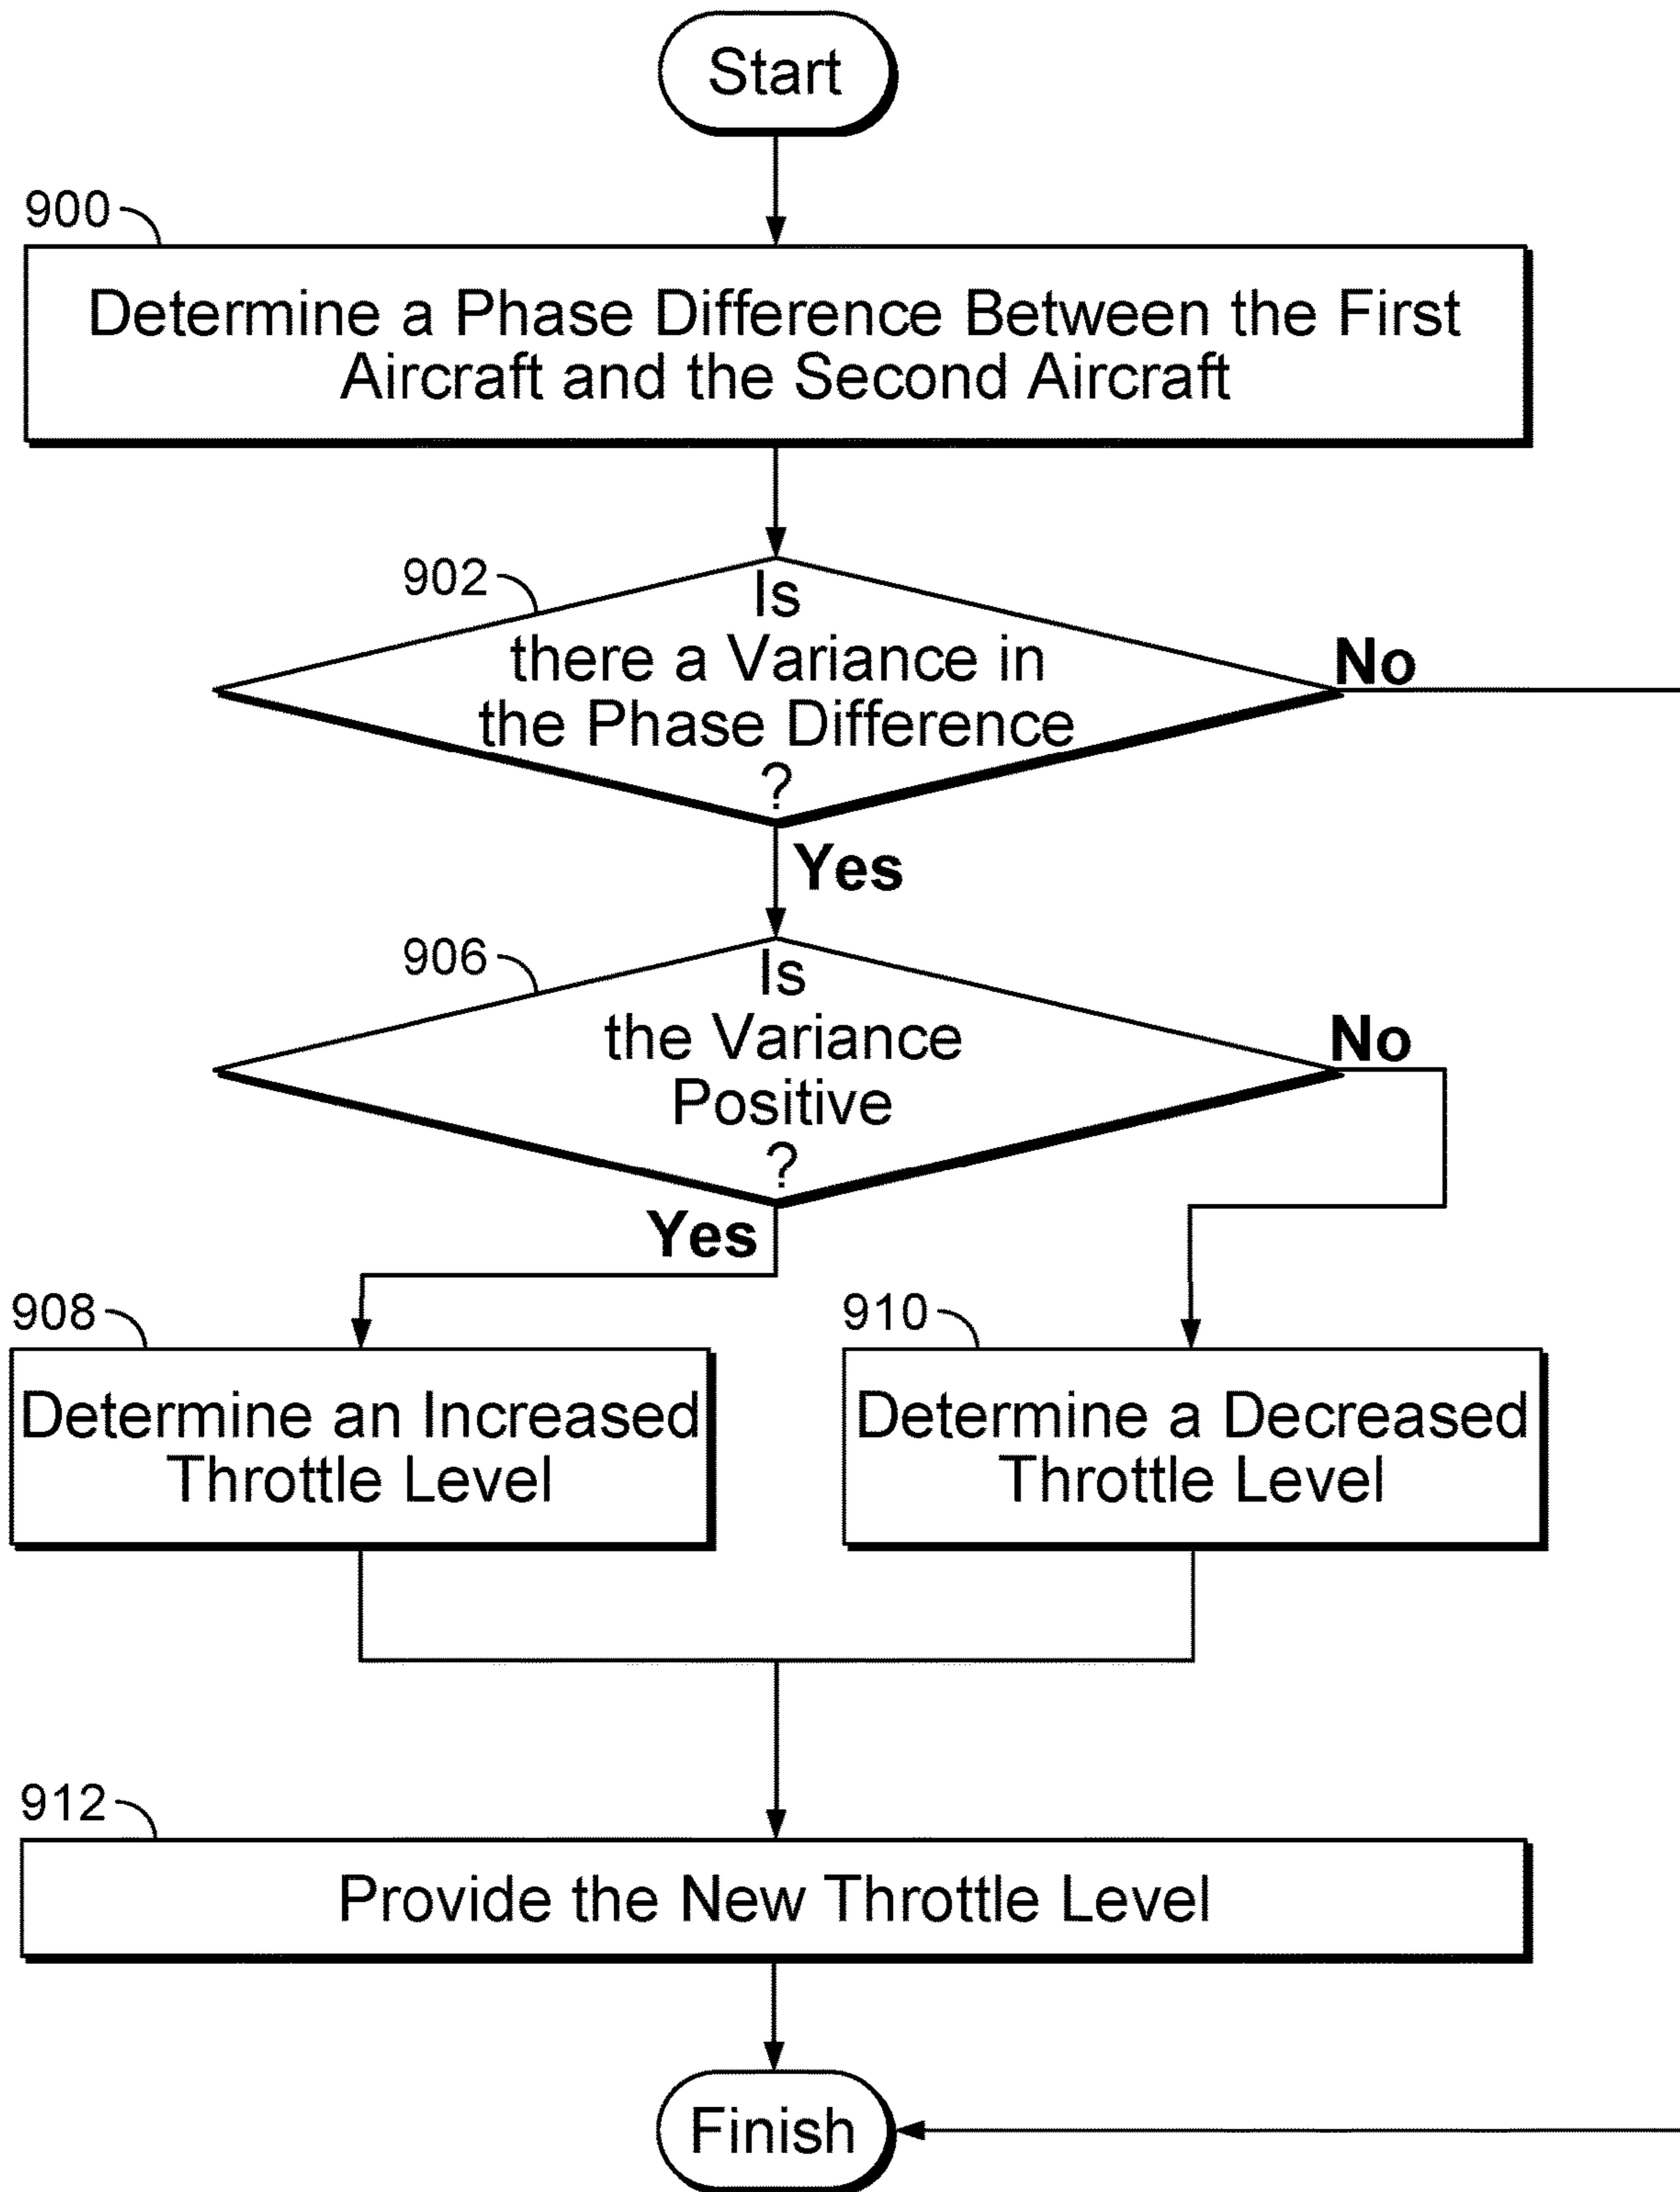 Start
900
Determine a Phase Difference Between the First
Aircraft and the Second Aircraft
902
Is
there a Variance in
the Phase Difference
?
No
Yes
906
Is
the Variance
Positive
?
No
Yes
908
Determine an Increased
Throttle Level
910
Determine a Decreased
Throttle Level
912
Provide the New Throttle Level
Finish